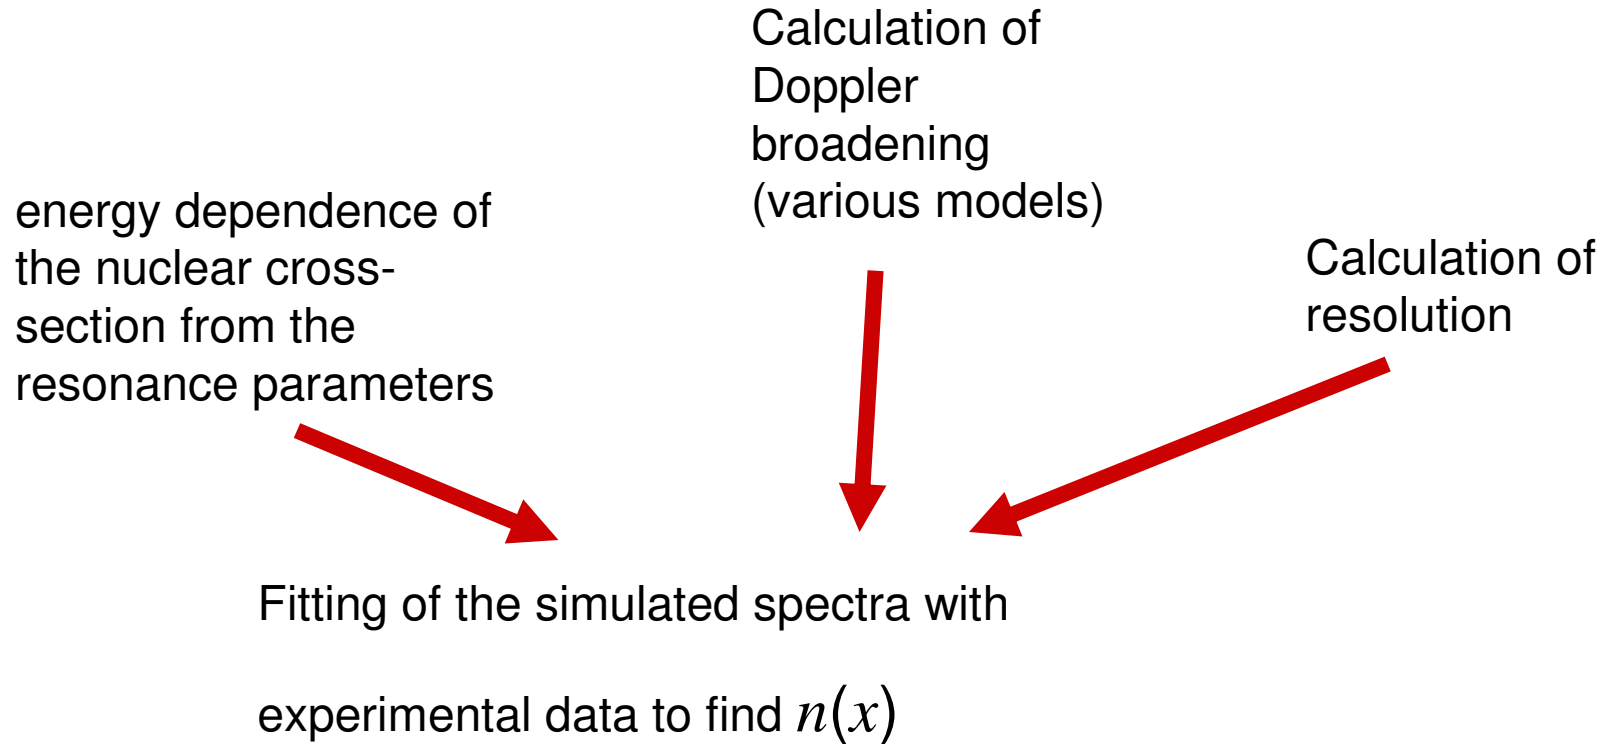 Calculation of
Doppler
broadening
(various models)
energy dependence of
the nuclear cross-
section from the
resonance parameters
Calculation of
resolution
Fitting of the simulated spectra with
experimental data to find n(x)